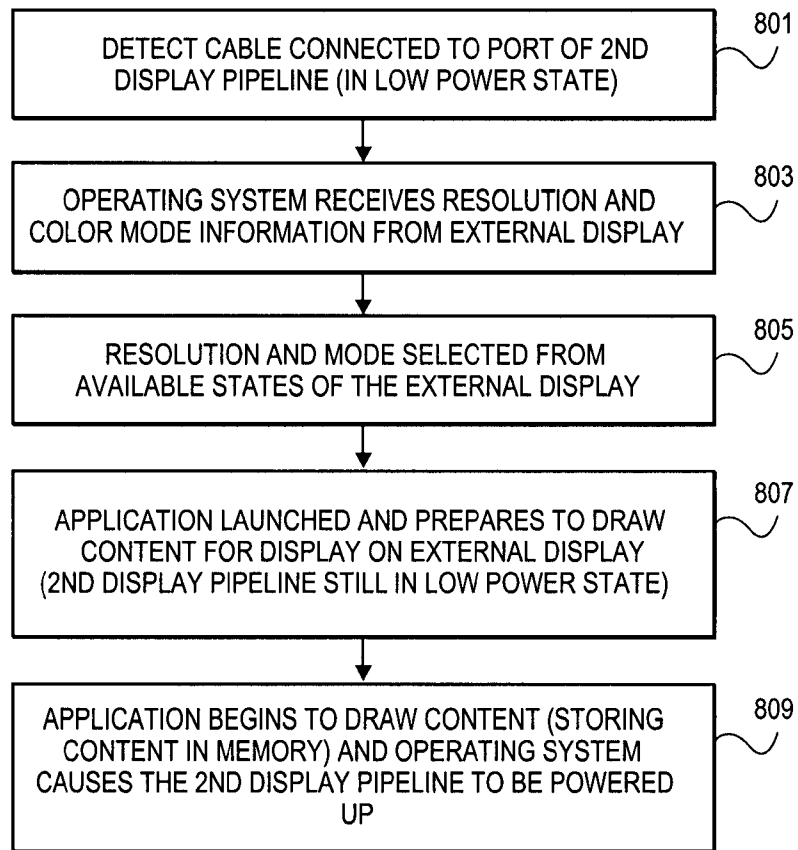 801
DETECT CABLE CONNECTED TO PORT OF 2ND
DISPLAY PIPELINE (IN LOW POWER STATE)
803
OPERATING SYSTEM RECEIVES RESOLUTION AND
COLOR MODE INFORMATION FROM EXTERNAL DISPLAY
805
RESOLUTION AND MODE SELECTED FROM
AVAILABLE STATES OF THE EXTERNAL DISPLAY
807
APPLICATION LAUNCHED AND PREPARES TO DRAW
CONTENT FOR DISPLAY ON EXTERNAL DISPLAY
(2ND DISPLAY PIPELINE STILL IN LOW POWER STATE)
809
APPLICATION BEGINS TO DRAW CONTENT (STORING
CONTENT IN MEMORY) AND OPERATING SYSTEM
CAUSES THE 2ND DISPLAY PIPELINE TO BE POWERED
UP